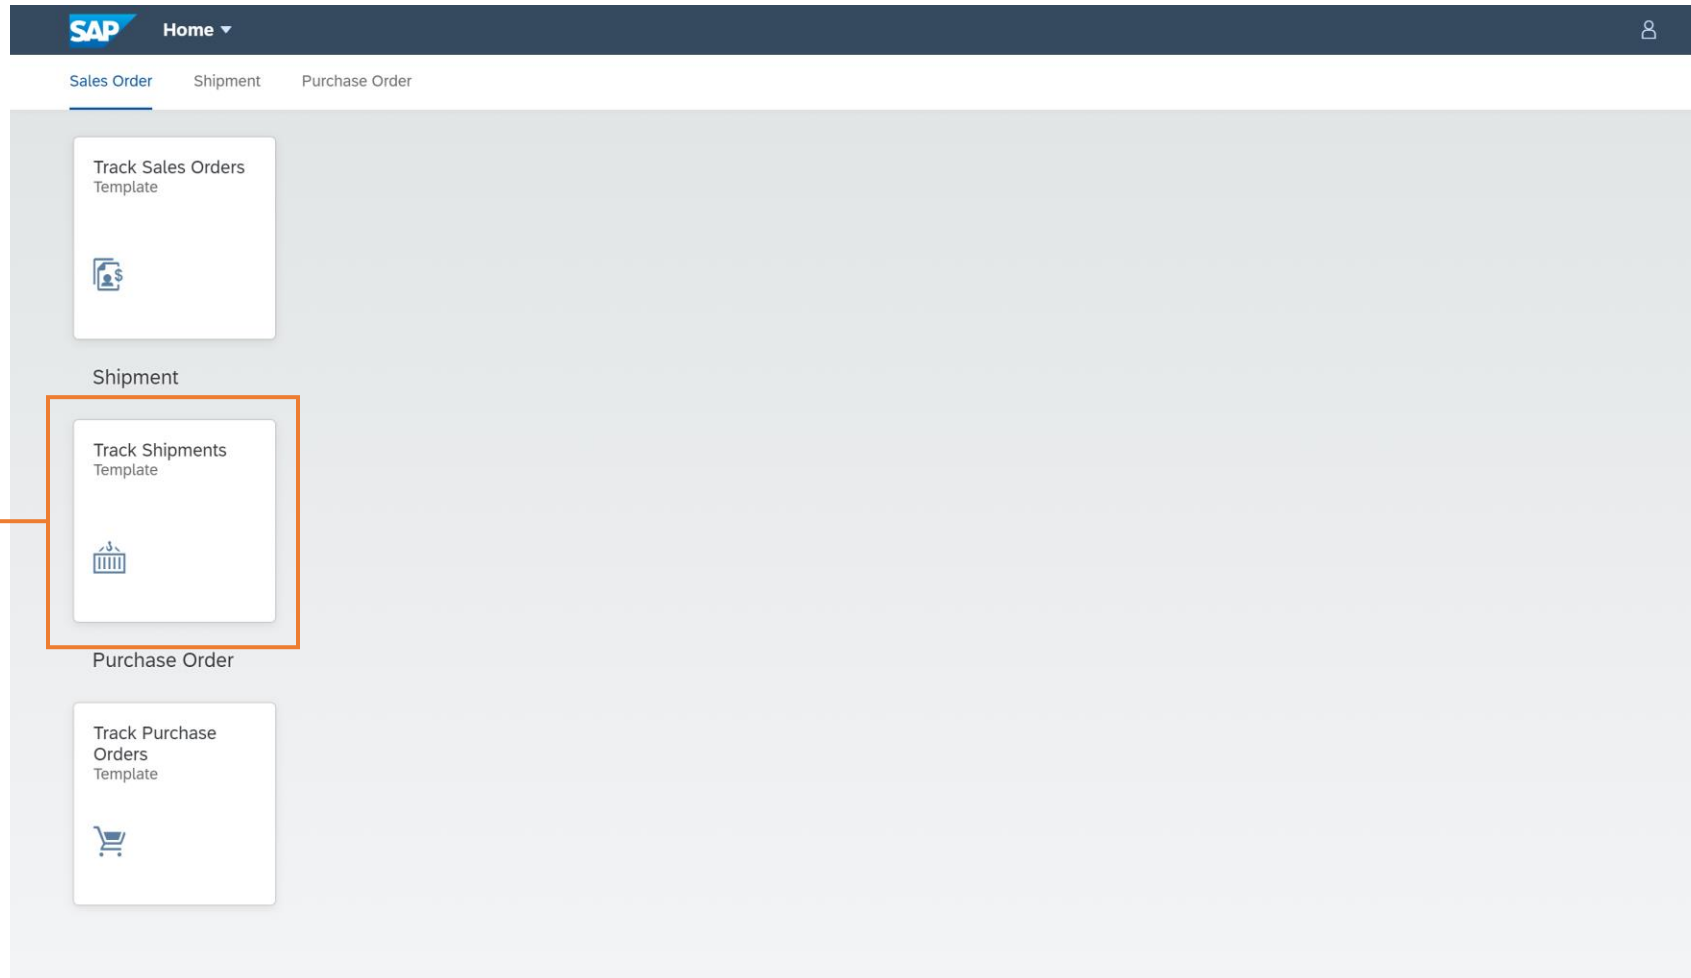 SAP Home
Sales Order Shipment Purchase Order
Track Sales Orders
Template
$
Shipment
Track Shipments
Template
Purchase Order
Track Purchase
Orders
Template